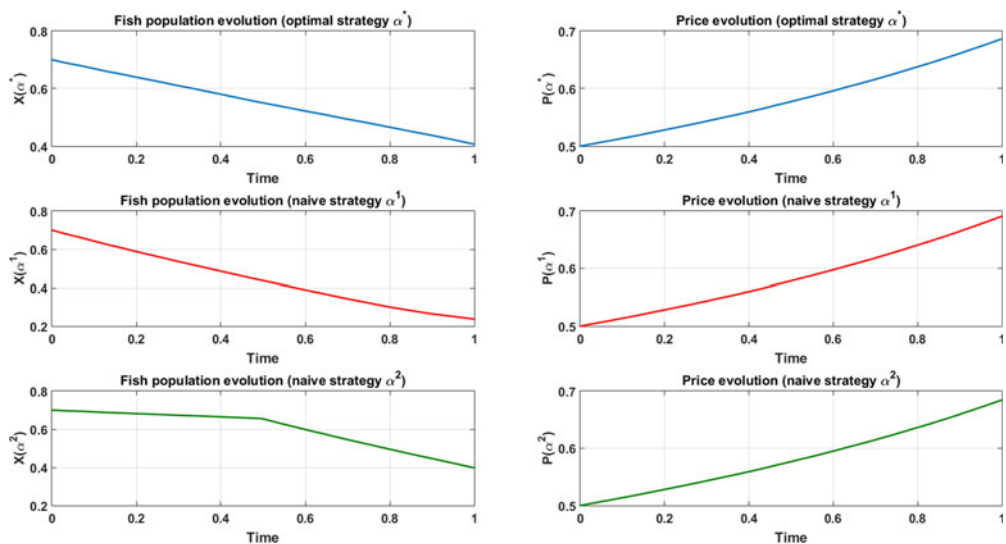 Fish population evolution (optimal strategy α*)
0.8
0.6
0.4
X(α*)
0 0.2 0.4 0.6 0.8 1
Time
Price evolution (optimal strategy α*)
0.7
0.6
0.5
P(α*)
0 0.2 0.4 0.6 0.8 1
Time
Fish population evolution (naive strategy α¹)
0.8
0.6
0.4
0.2
X(α¹)
0 0.2 0.4 0.6 0.8 1
Time
Price evolution (naive strategy α¹)
0.7
0.6
0.5
P(α¹)
0 0.2 0.4 0.6 0.8 1
Time
Fish population evolution (naive strategy α²)
0.8
0.6
0.4
0.2
X(α²)
0 0.2 0.4 0.6 0.8 1
Time
Price evolution (naive strategy α²)
0.7
0.6
0.5
P(α²)
0 0.2 0.4 0.6 0.8 1
Time